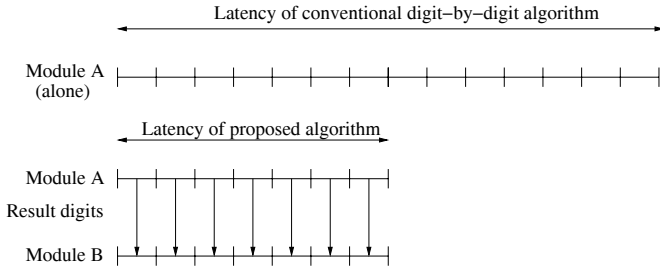 Latency of conventional digit−by−digit algorithm
Module A
(alone)
Latency of proposed algorithm
Module A
Result digits
Module B